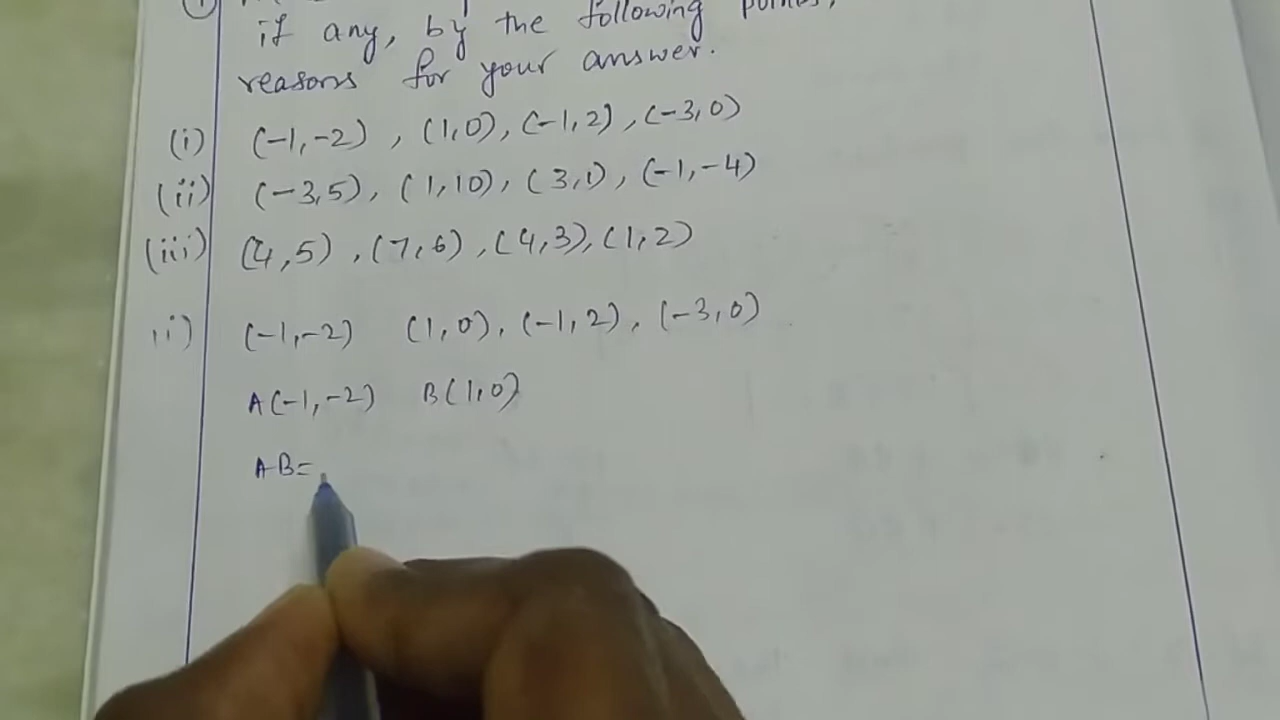 if any, by the following points,
reasons for your answer.
(i) (-1,-2), (1,0), (-1,2), (-3,0)
(ii) (-3,5), (1,10), (3,1), (-1,-4)
(iii) (4,5), (7,6), (4,3), (1,2)
ii) (-1,-2) (1,0), (-1,2), (-3,0)
A(-1,-2) B(1,0)
AB=